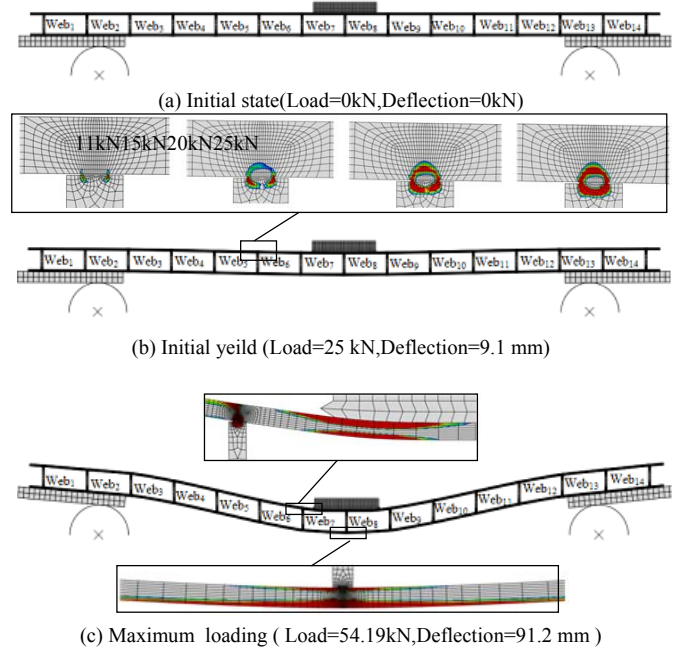 Web1 Web2 Web3 Web4 Web5 Web6 Web7 Web8 Web9 Web10 Web11 Web12 Web13 Web14
(a) Initial state(Load=0kN,Deflection=0kN)
11kN15kN20kN25kN
Web1 Web2 Web3 Web4 Web5 Web6 Web7 Web8 Web9 Web10 Web11 Web12 Web13 Web14
(b) Initial yeild (Load=25 kN,Deflection=9.1 mm)
Web1 Web2 Web3 Web4 Web5 Web6 Web7 Web8 Web9 Web10 Web11 Web12 Web13 Web14
(c) Maximum loading ( Load=54.19kN,Deflection=91.2 mm )